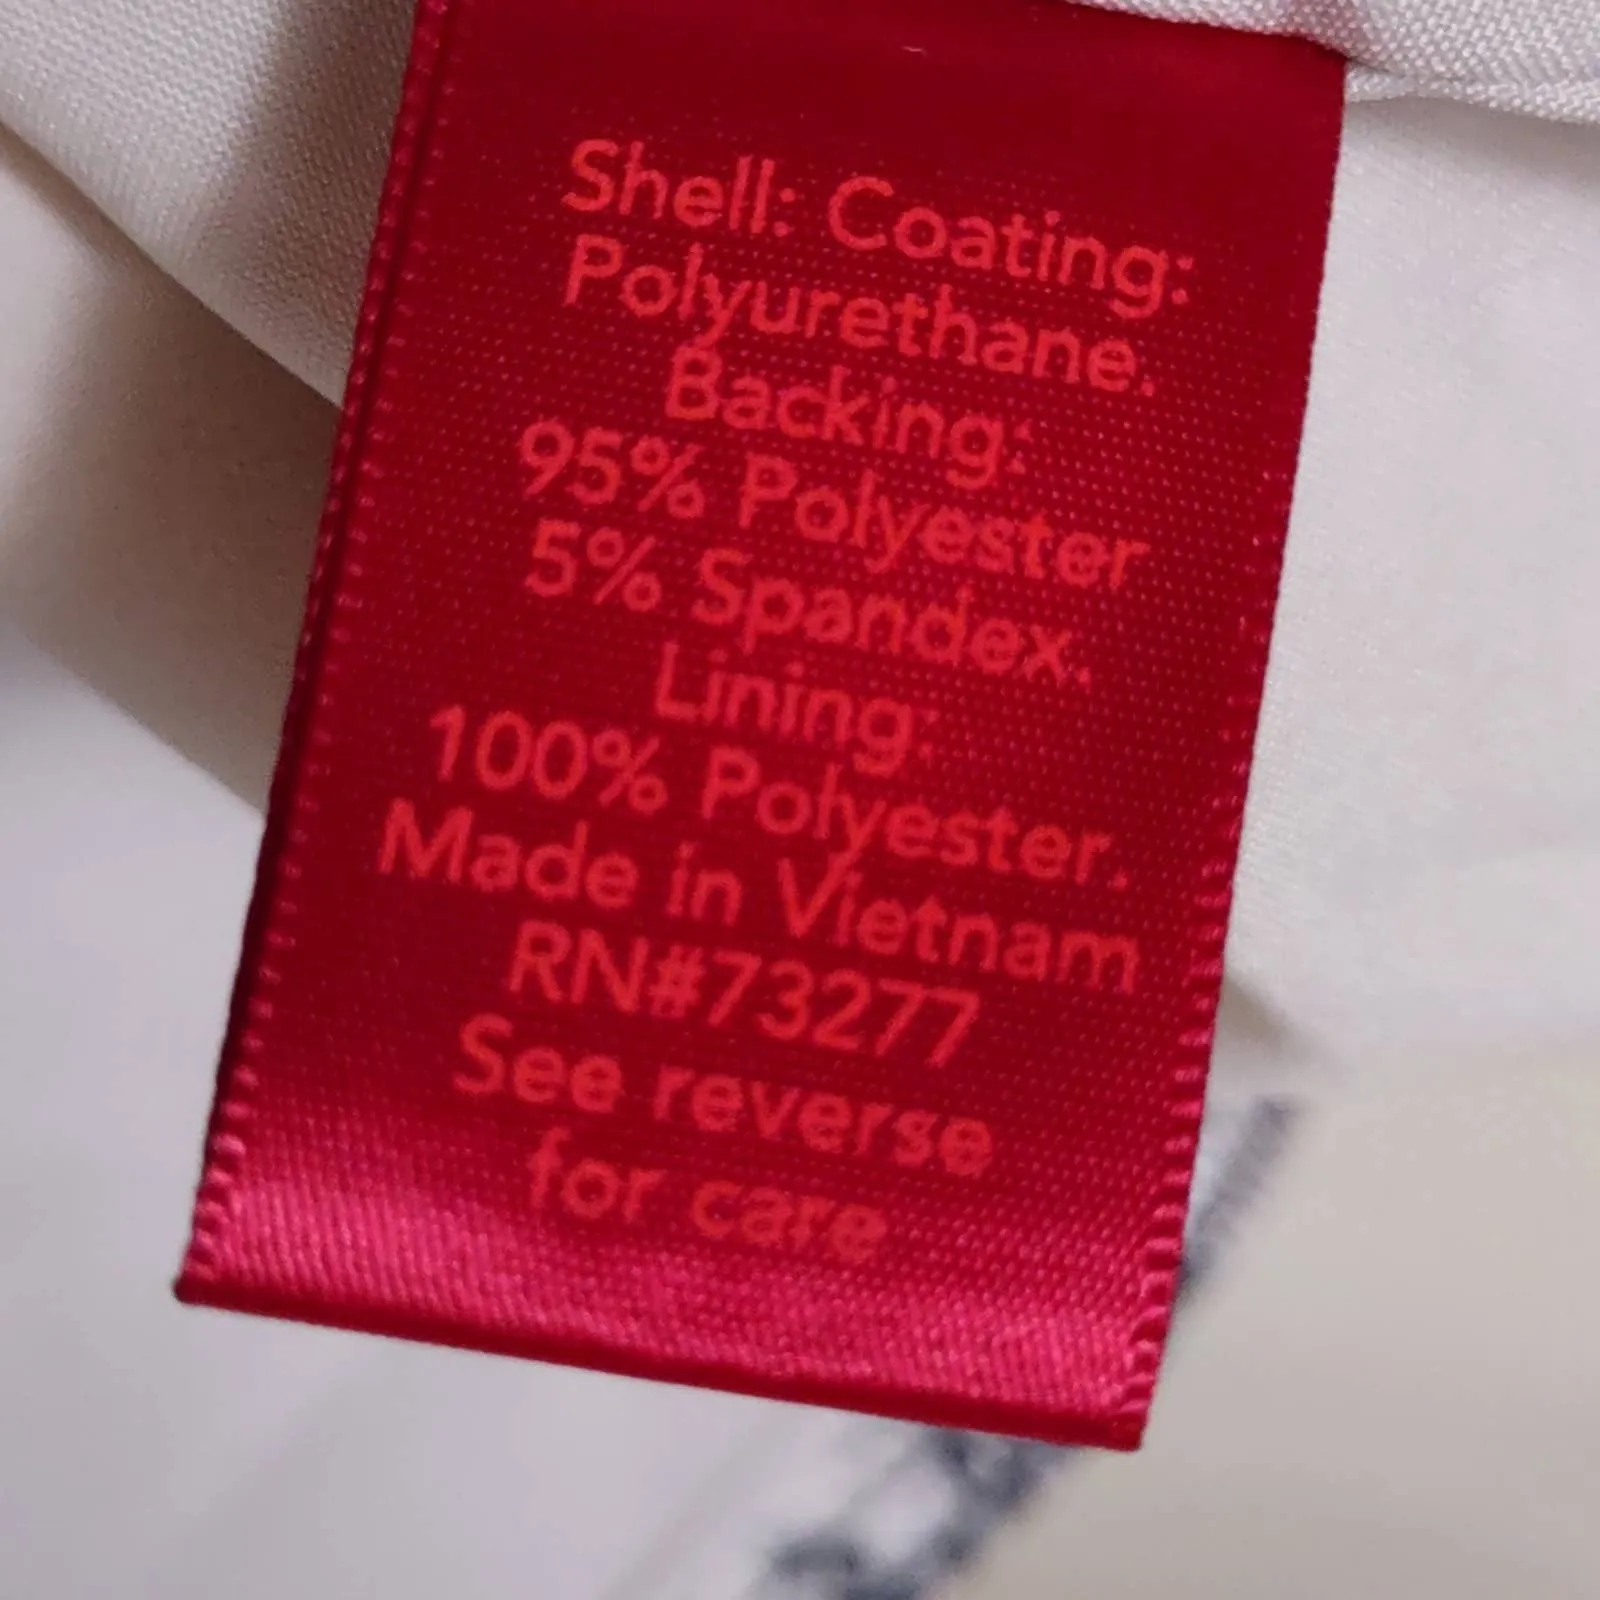 Shell: Coating:
Polyurethane.
Backing:
95% Polyester
5% Spandex.
Lining:
100% Polyester.
Made in Vietnam
RN#73277
See reverse
for care